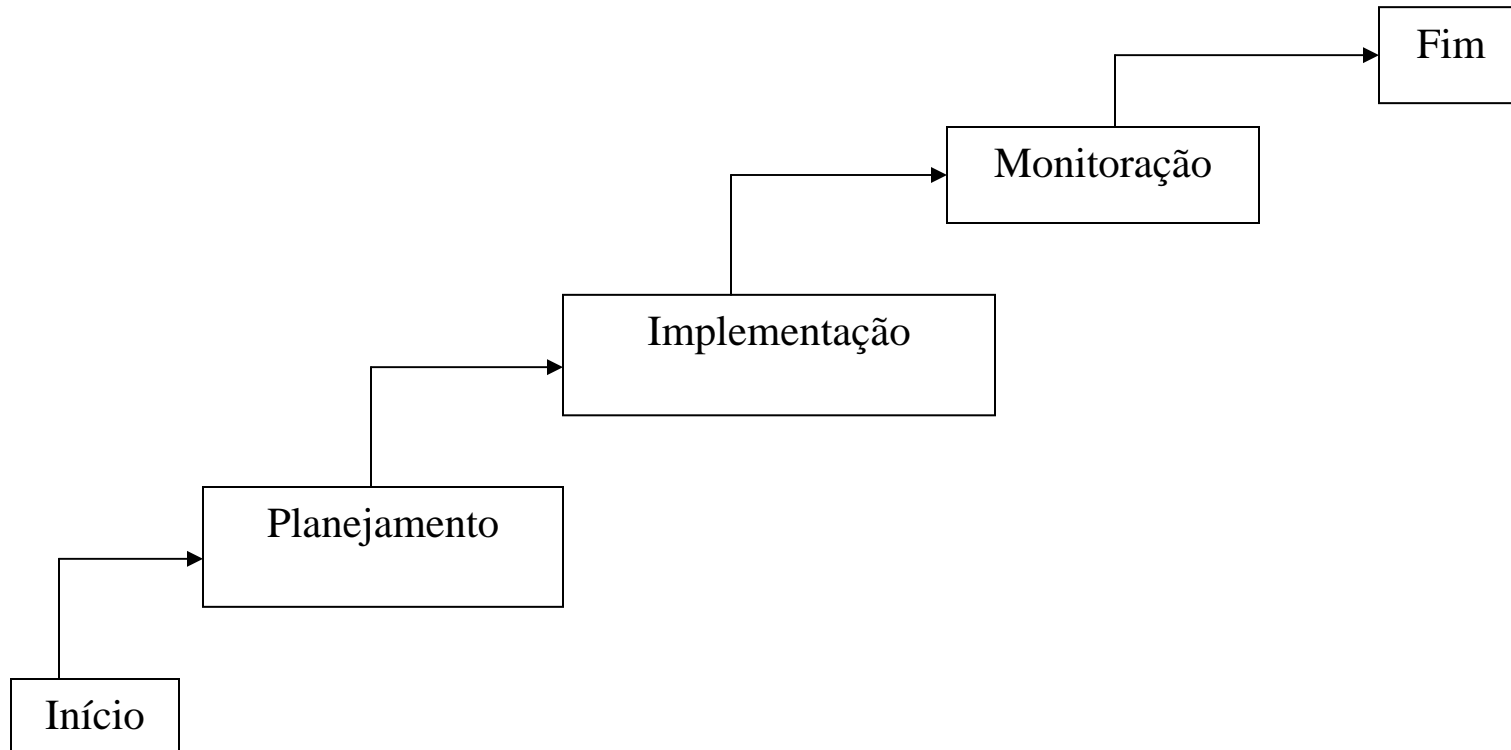 Fim
Monitoração
Implementação
Planejamento
Início